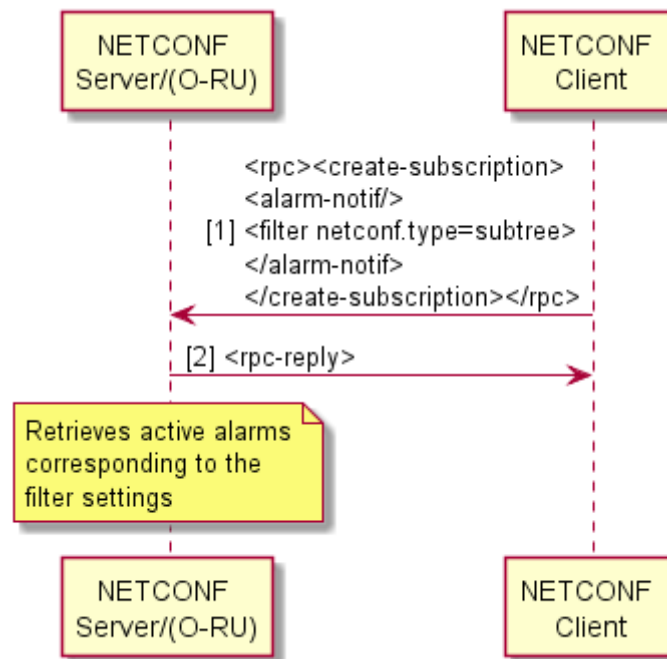 NETCONF
Server/(O-RU)
NETCONF
Client
<rpc><create-subscription>
<alarm-notif/>
[1] <filter netconf.type=subtree>
</alarm-notif>
</create-subscription></rpc>
[2] <rpc-reply>
Retrieves active alarms
corresponding to the
filter settings
NETCONF
Server/(O-RU)
NETCONF
Client